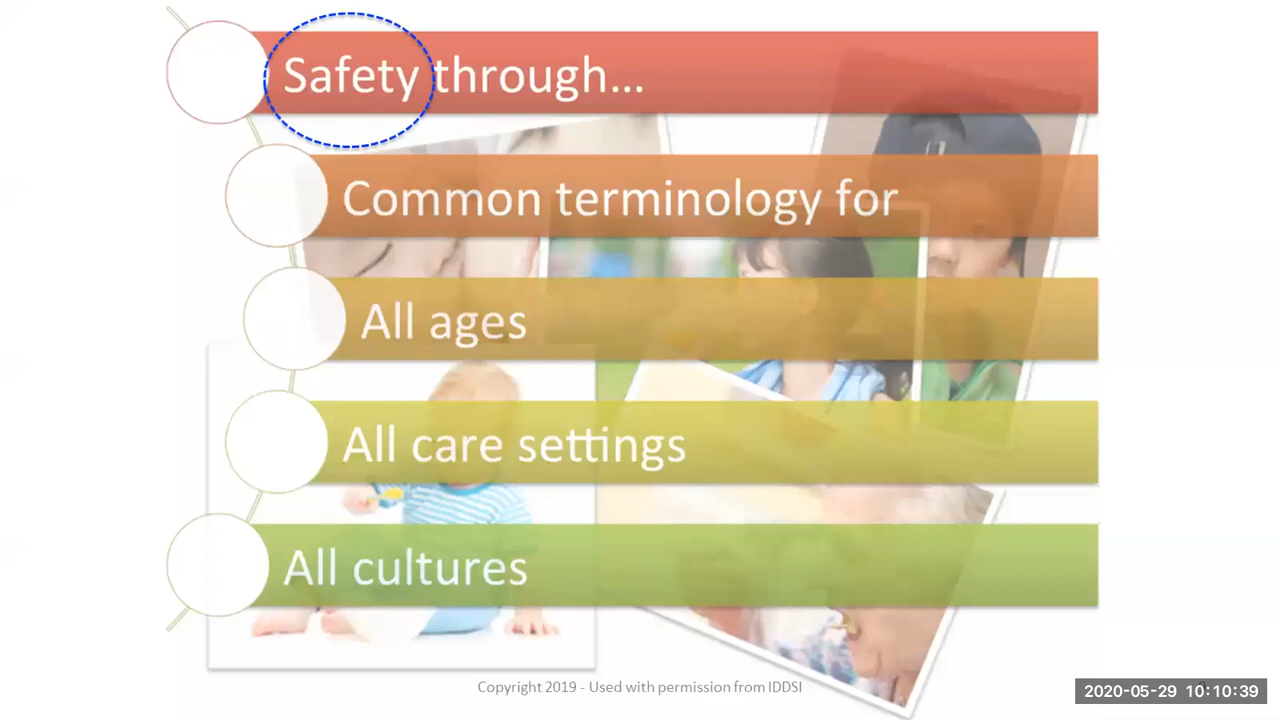 Safety through...
Common terminology for
All ages
All care settings
All cultures
Copyright 2019 - Used with permission from IDDSI
2020-05-29 10:10:39